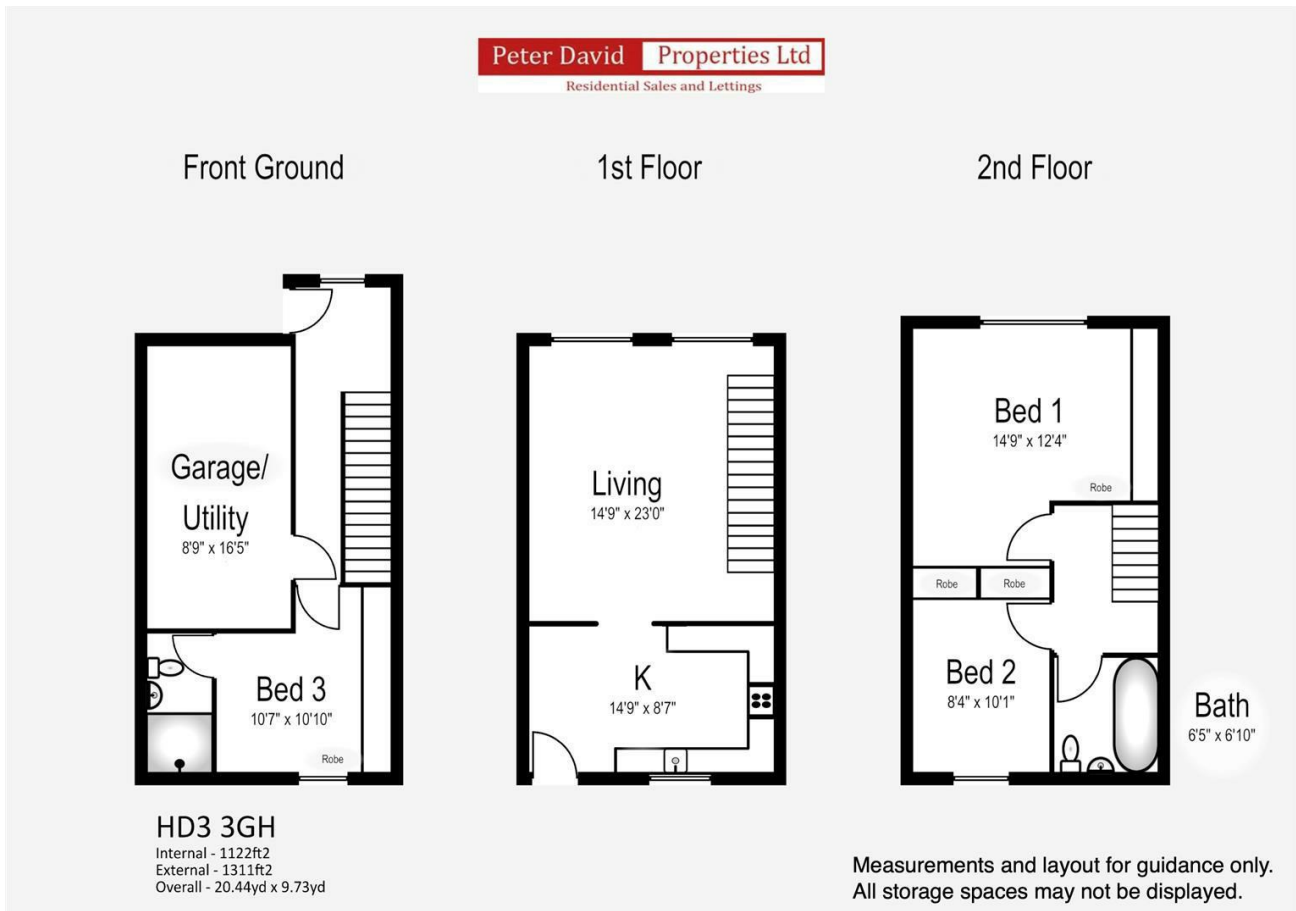 Peter David Properties Ltd
Residential Sales and Lettings
Front Ground
1st Floor
2nd Floor
Garage/
Utility
8'9" x 16'5"
Bed 3
10'7" x 10'10"
Robe
Living
14'9" x 23'0"
K
14'9" x 8'7"
Bed 1
14'9" x 12'4"
Robe
Robe
Robe
Bed 2
8'4" x 10'1"
Bath
6'5" x 6'10"
HD3 3GH
Internal - 1122ft2
External - 1311ft2
Overall - 20.44yd x 9.73yd
Measurements and layout for guidance only.
All storage spaces may not be displayed.